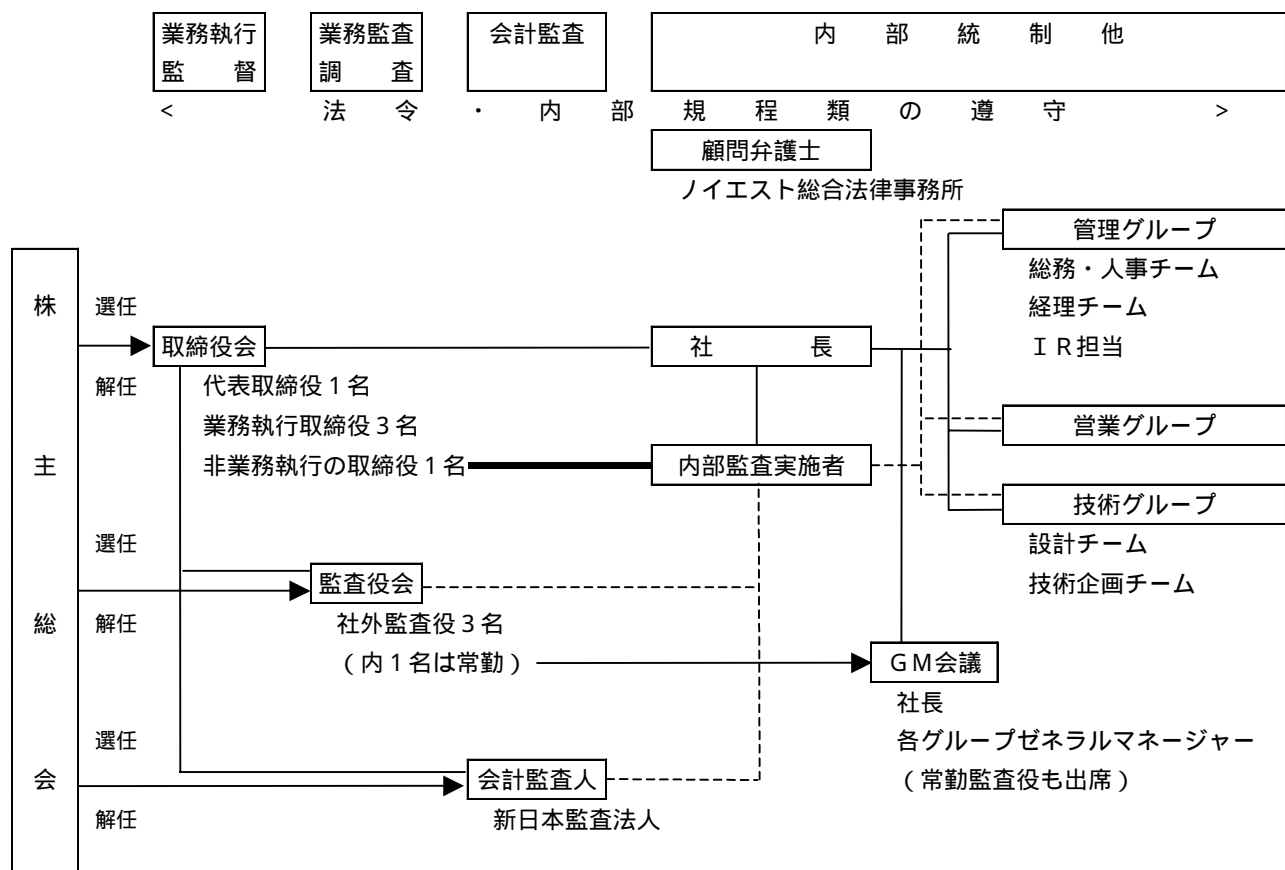 業務執行
監督
業務監査
調査
会計監査
内部統制他
< 法令・内部規程類の遵守 >
顧問弁護士
ノイエスト総合法律事務所
管理グループ
総務・人事チーム
経理チーム
ＩＲ担当
株主総会
選任
解任
取締役会
代表取締役１名
業務執行取締役３名
非業務執行の取締役１名
社長
内部監査実施者
営業グループ
技術グループ
設計チーム
技術企画チーム
選任
解任
監査役会
社外監査役３名
（内１名は常勤）
ＧＭ会議
社長
各グループゼネラルマネージャー
（常勤監査役も出席）
選任
解任
会計監査人
新日本監査法人